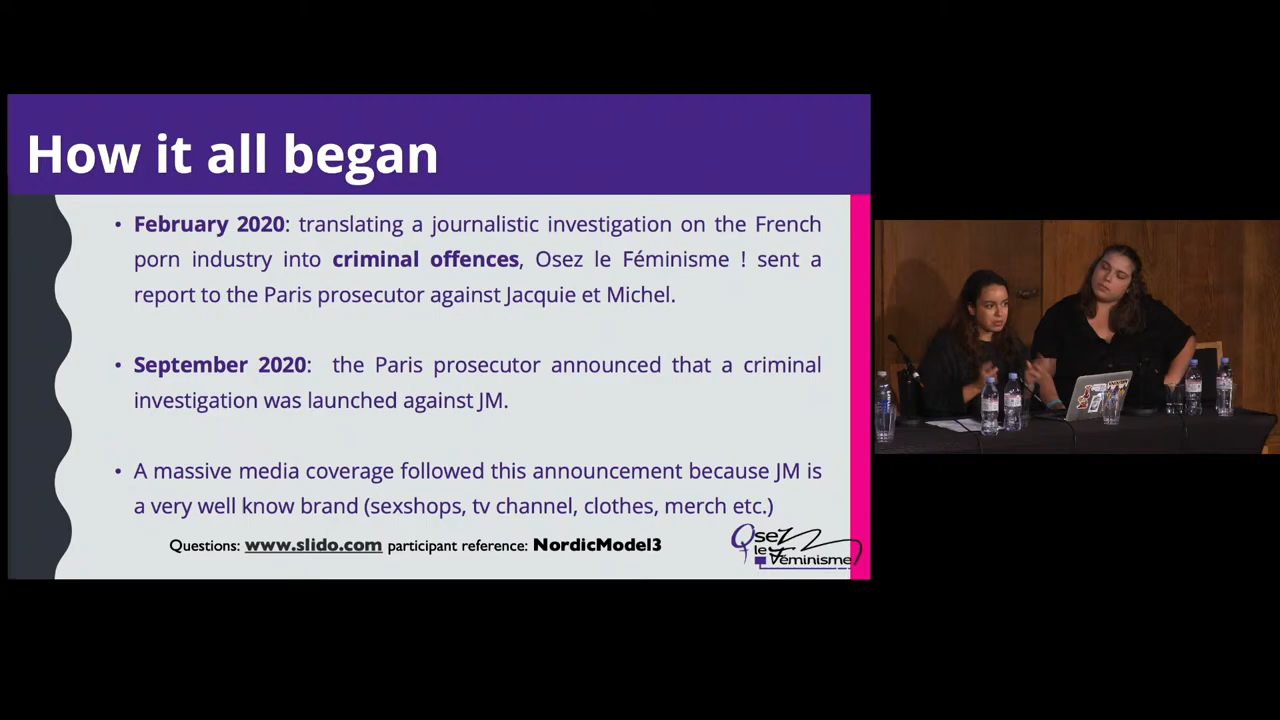 How it all began
• February 2020: translating a journalistic investigation on the French
porn industry into criminal offences, Osez le Féminisme ! sent a
report to the Paris prosecutor against Jacquie et Michel.
• September 2020: the Paris prosecutor announced that a criminal
investigation was launched against JM.
• A massive media coverage followed this announcement because JM is
a very well know brand (sexshops, tv channel, clothes, merch etc.)
Questions: www.slido.com participant reference: NordicModel3
Osez
le
Féminisme